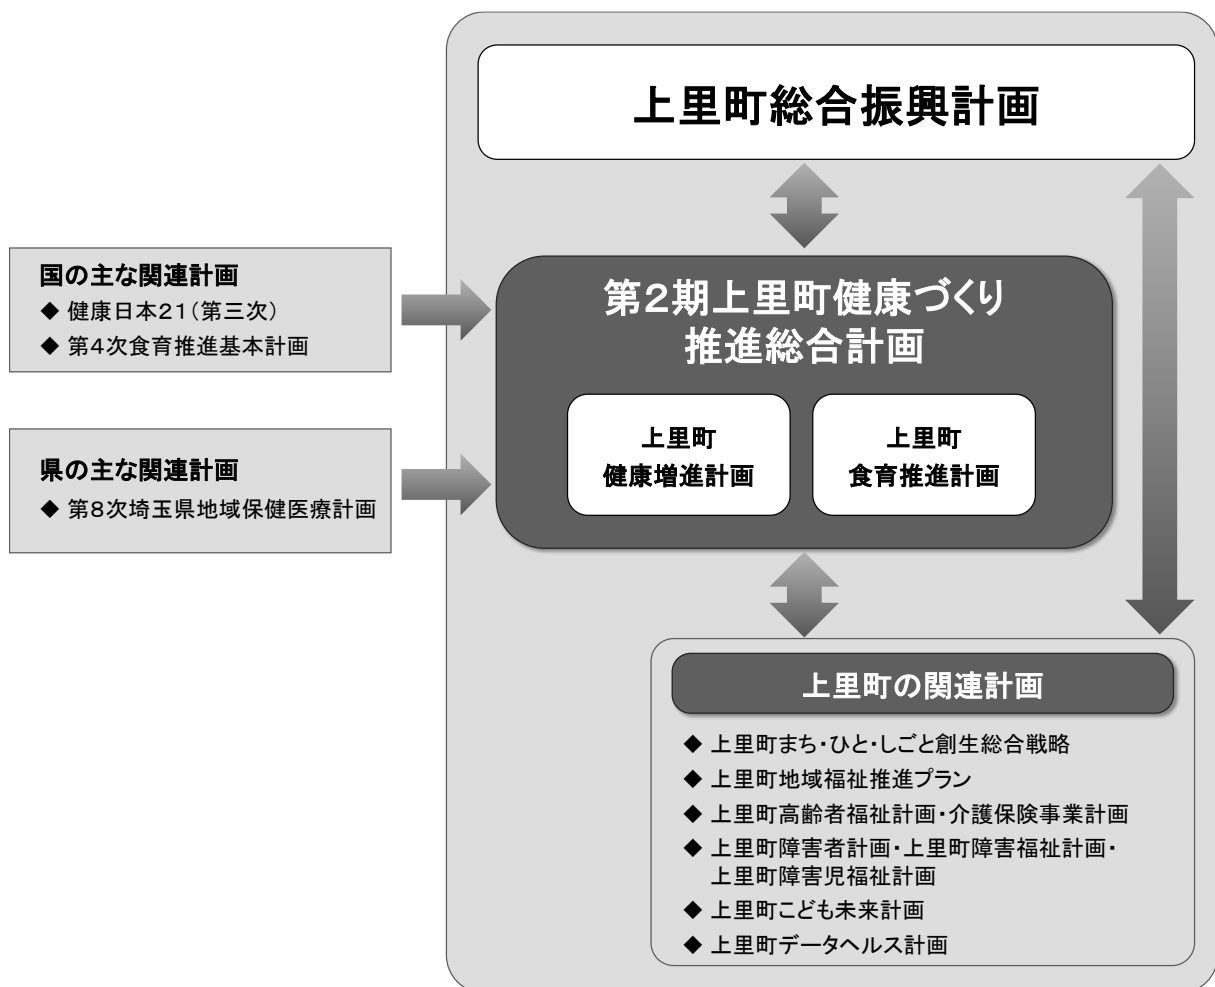 上里町総合振興計画
国の主な関連計画
◆ 健康日本21（第三次）
◆ 第4次食育推進基本計画
県の主な関連計画
◆ 第8次埼玉県地域保健医療計画
第2期上里町健康づくり
推進総合計画
上里町
健康増進計画
上里町
食育推進計画
上里町の関連計画
◆ 上里町まち・ひと・しごと創生総合戦略
◆ 上里町地域福祉推進プラン
◆ 上里町高齢者福祉計画・介護保険事業計画
◆ 上里町障害者計画・上里町障害福祉計画・
上里町障害児福祉計画
◆ 上里町こども未来計画
◆ 上里町データヘルス計画